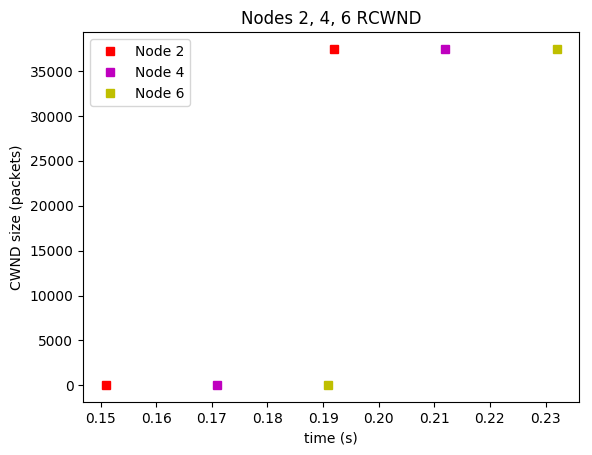 Nodes 2, 4, 6 RCWND
Node 2
Node 4
Node 6
CWND size (packets)
35000
30000
25000
20000
15000
10000
5000
0
0.15 0.16 0.17 0.18 0.19 0.20 0.21 0.22 0.23
time (s)